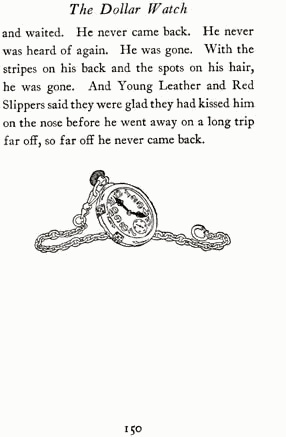 The Dollar Watch
and waited. He never came back. He never
was heard of again. He was gone. With the
stripes on his back and the spots on his hair,
he was gone. And Young Leather and Red
Slippers said they were glad they had kissed him
on the nose before he went away on a long trip
far off, so far off he never came back.
150